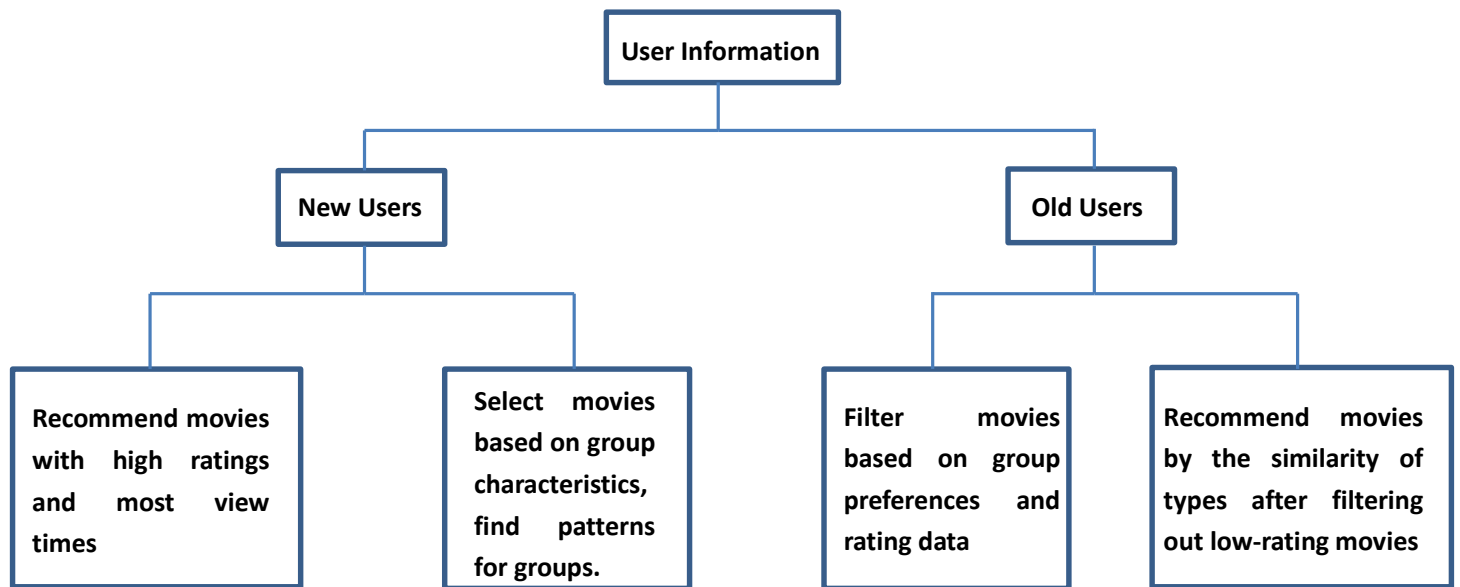 User Information
New Users
Old Users
Recommend movies
with high ratings
and most view
times
Select movies
based on group
characteristics,
find patterns
for groups.
Filter movies
based on group
preferences and
rating data
Recommend movies
by the similarity of
types after filtering
out low-rating movies